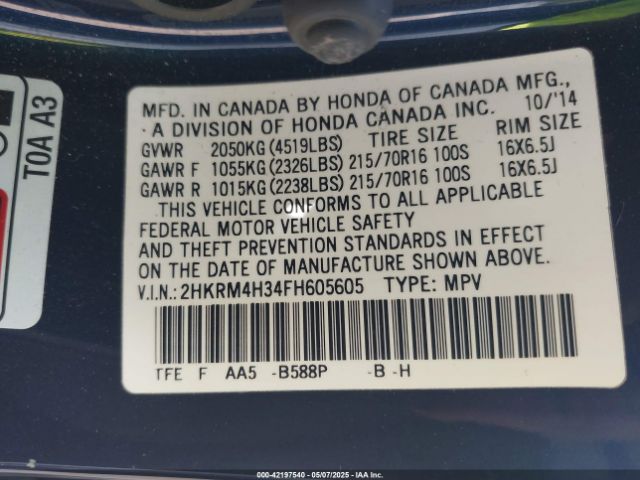 MFD. IN CANADA BY HONDA OF CANADA MFG.,
A DIVISION OF HONDA CANADA INC. 10/'14
GVWR 2050KG (4519LBS) TIRE SIZE RIM SIZE
GAWR F 1055KG (2326LBS) 215/70R16 100S 16X6.5J
GAWR R 1015KG (2238LBS) 215/70R16 100S 16X6.5J
THIS VEHICLE CONFORMS TO ALL APPLICABLE
FEDERAL MOTOR VEHICLE SAFETY
AND THEFT PREVENTION STANDARDS IN EFFECT
ON THE DATE OF MANUFACTURE SHOWN ABOVE.
V.I.N.: 2HKRM4H34FH605605 TYPE: MPV
TFE F AA5 -B588P -B -H
TOA A3
000-42197540 - 05/07/2025 - IAA Inc.